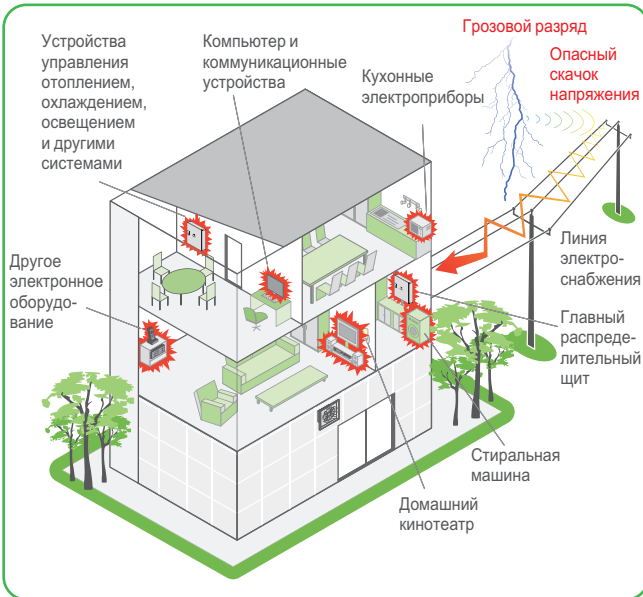 Устройства
управления
отоплением,
охлаждением,
освещением
и другими
системами
Компьютер и
коммуникационные
устройства
Кухонные
электроприборы
Грозовой разряд
Опасный
скачок
напряжения
Линия
электро-
снабжения
Главный
распреде-
лительный
щит
Другое
электронное
оборудо-
вание
Стиральная
машина
Домашний
кинотеатр